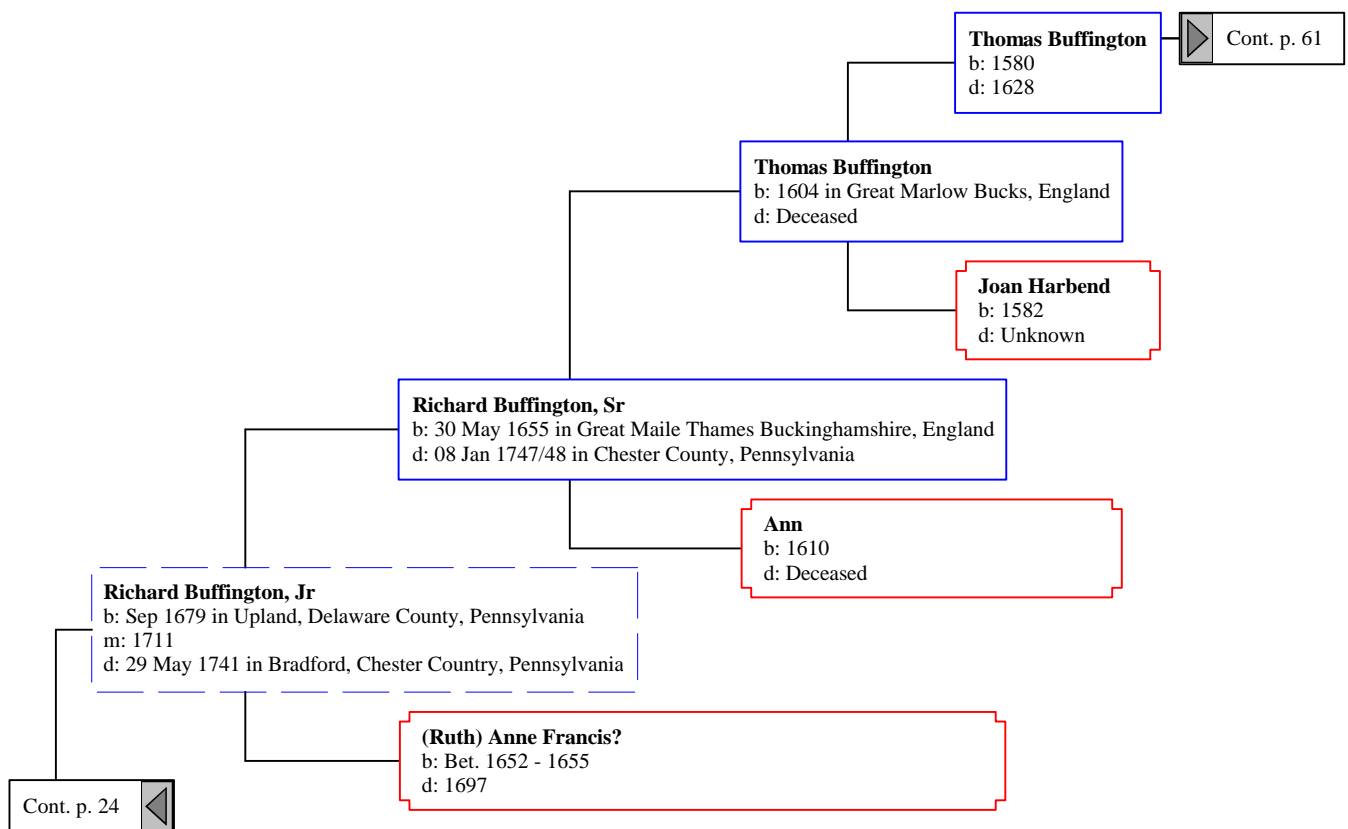 Thomas Buffington
b: 1580
d: 1628
Cont. p. 61
Thomas Buffington
b: 1604 in Great Marlow Bucks, England
d: Deceased
Joan Harbend
b: 1582
d: Unknown
Richard Buffington, Sr
b: 30 May 1655 in Great Maile Thames Buckinghamshire, England
d: 08 Jan 1747/48 in Chester County, Pennsylvania
Ann
b: 1610
d: Deceased
Richard Buffington, Jr
b: Sep 1679 in Upland, Delaware County, Pennsylvania
m: 1711
d: 29 May 1741 in Bradford, Chester Country, Pennsylvania
(Ruth) Anne Francis?
b: Bet. 1652 - 1655
d: 1697
Cont. p. 24